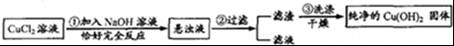 CuCl₂溶液 ①加入NaOH溶液 恰好完全反应 悬浊液 ②过滤 滤渣 ③洗涤 干燥 纯净的Cu(OH)₂ 固体
滤液